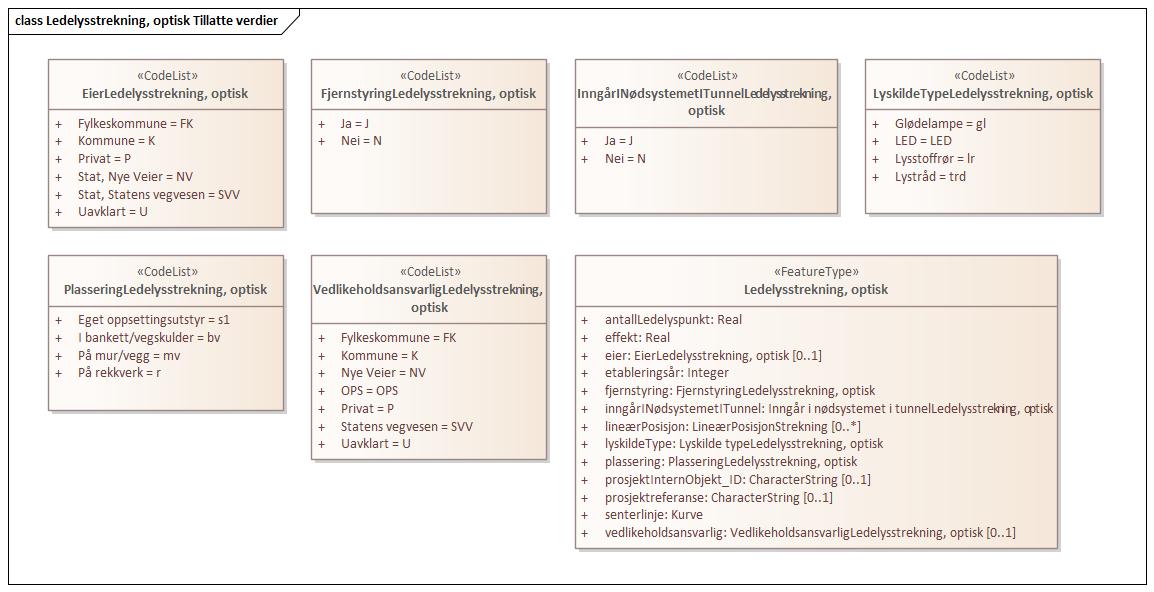 class Ledelysstrekning, optisk Tillatte verdier
«CodeList»
EierLedelysstrekning, optisk
+ Fylkeskommune = FK
+ Kommune = K
+ Privat = P
+ Stat, Nye Veier = NV
+ Stat, Statens vegvesen = SVV
+ Uavklart = U
«CodeList»
FjernstyringLedelysstrekning, optisk
+ Ja = J
+ Nei = N
«CodeList»
InngårINødsystemetITunnelLedelysstrekning,
optisk
+ Ja = J
+ Nei = N
«CodeList»
LyskildeTypeLedelysstrekning, optisk
+ Glødelampe = gl
+ LED = LED
+ Lysstoffrør = lr
+ Lystråd = trd
«CodeList»
PlasseringLedelysstrekning, optisk
+ Eget oppsettingsutstyr = s1
+ I bankett/vegskulder = bv
+ På mur/vegg = mv
+ På rekkverk = r
«CodeList»
VedlikeholdsansvarligLedelysstrekning,
optisk
+ Fylkeskommune = FK
+ Kommune = K
+ Nye Veier = NV
+ OPS = OPS
+ Privat = P
+ Statens vegvesen = SVV
+ Uavklart = U
«FeatureType»
Ledelysstrekning, optisk
+ antallLedelyspunkt: Real
+ effekt: Real
+ eier: EierLedelysstrekning, optisk [0..1]
+ etableringsår: Integer
+ fjernstyring: FjernstyringLedelysstrekning, optisk
+ inngårINødsystemetITunnel: Inngår i nødsystemet i tunnelLedelysstrekning, optisk
+ lineærPosisjon: LineærPosisjonStrekning [0..*]
+ lyskildeType: Lyskilde typeLedelysstrekning, optisk
+ plassering: PlasseringLedelysstrekning, optisk
+ prosjektInternObjekt_ID: CharacterString [0..1]
+ prosjektreferanse: CharacterString [0..1]
+ senterlinje: Kurve
+ vedlikeholdsansvarlig: VedlikeholdsansvarligLedelysstrekning, optisk [0..1]